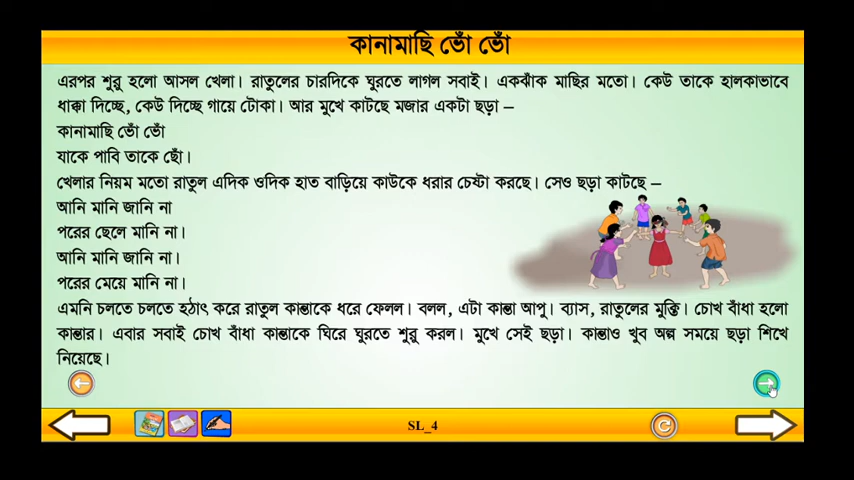 কানামাছি ভোঁ ভোঁ
এরপর শুরু হলো আসল খেলা। রাতুলের চারদিকে ঘুরতে লাগল সবাই। একঝাঁক মাছির মতো। কেউ তাকে হালকাভাবে
ধাক্কা দিচ্ছে, কেউ দিচ্ছে গায়ে টোকা। আর মুখে কাটছে মজার একটা ছড়া –
কানামাছি ভোঁ ভোঁ
যাকে পাবি তাকে ছোঁ।
খেলার নিয়ম মতো রাতুল এদিক ওদিক হাত বাড়িয়ে কাউকে ধরার চেষ্টা করছে। সেও ছড়া কাটছে –
আনি মানি জানি না
পরের ছেলে মানি না।
আনি মানি জানি না।
পরের মেয়ে মানি না।
এমনি চলতে চলতে হঠাৎ করে রাতুল কান্তাকে ধরে ফেলল। বলল, এটা কান্তা আপু। ব্যাস, রাতুলের মুক্তি। চোখ বাঁধা হলো
কান্তার। এবার সবাই চোখ বাঁধা কান্তাকে ঘিরে ঘুরতে শুরু করল। মুখে সেই ছড়া। কান্তাও খুব অল্প সময়ে ছড়া শিখে
নিয়েছে।
SL_4